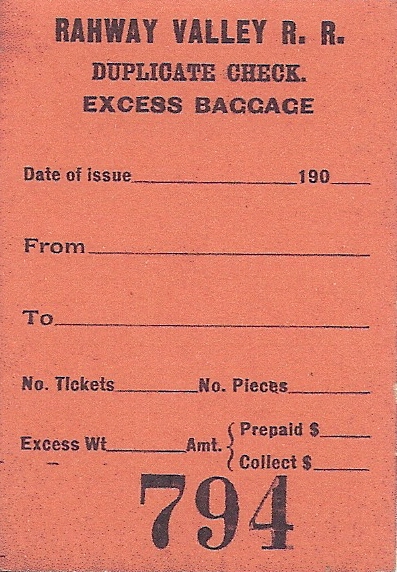 RAHWAY VALLEY R. R.
DUPLICATE CHECK.
EXCESS BAGGAGE
Date of issue 190
From
To
No. Tickets No. Pieces
Excess Wt. Amt. { Prepaid $
Collect $
794